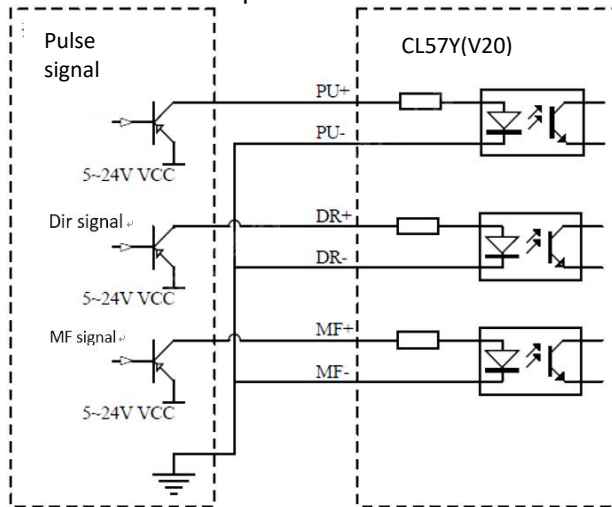 Pulse
signal
CL57Y(V20)
PU+
PU-
5~24V VCC
Dir signal
DR+
DR-
5~24V VCC
MF signal
MF+
MF-
5~24V VCC